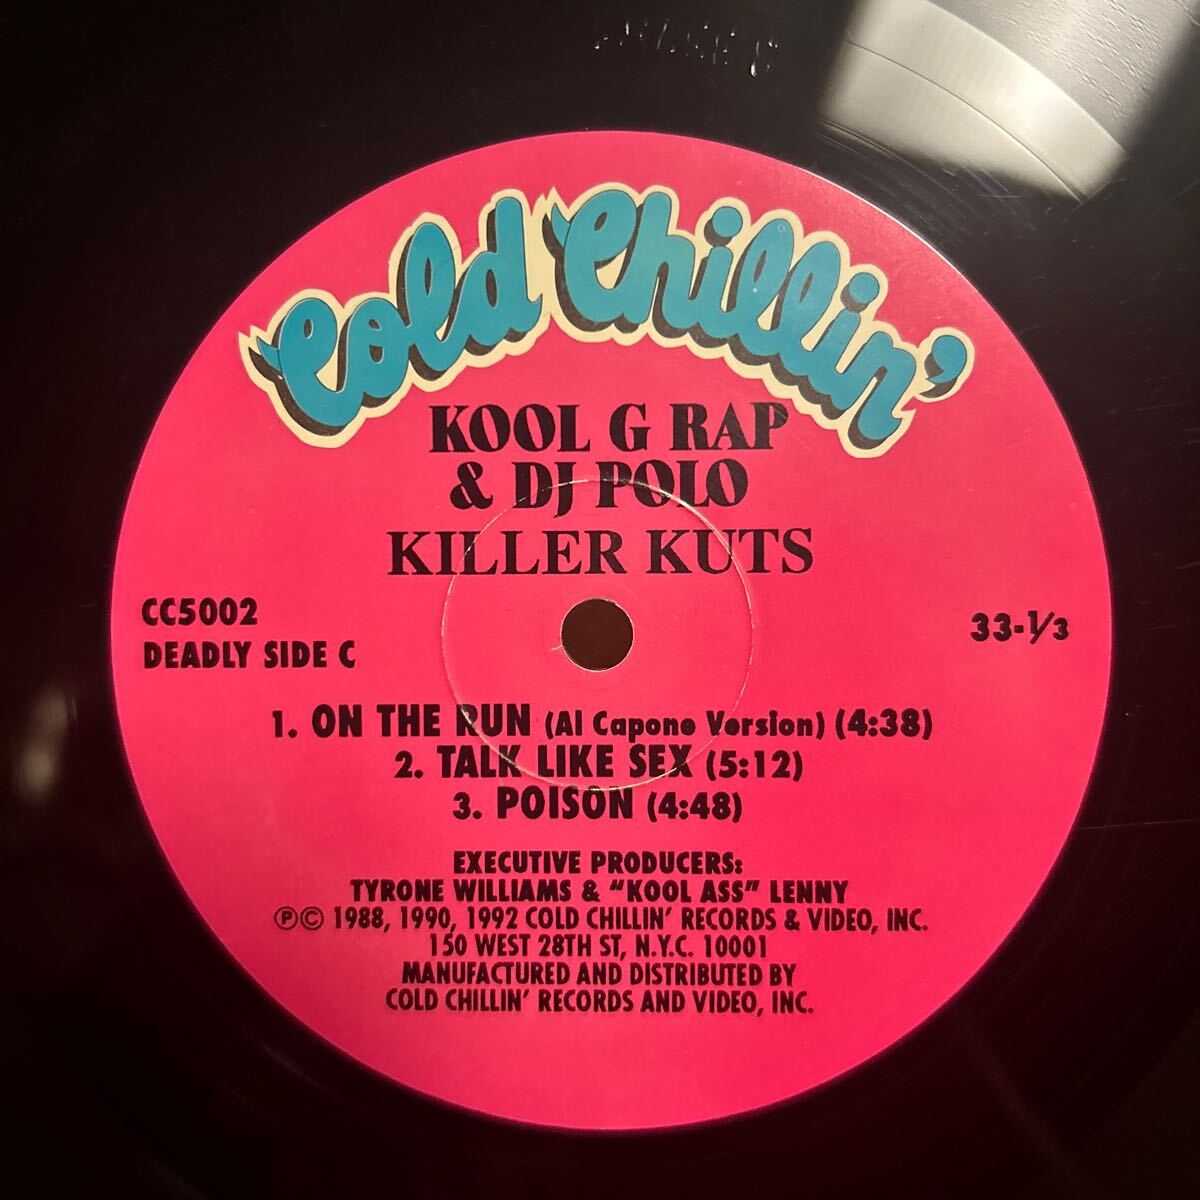 Cold Chillin'
KOOL G RAP
& DJ POLO
KILLER KUTS
CC5002
DEADLY SIDE C
33-1/3
1. ON THE RUN (Al Capone Version) (4:38)
2. TALK LIKE SEX (5:12)
3. POISON (4:48)
EXECUTIVE PRODUCERS:
TYRONE WILLIAMS & "KOOL ASS" LENNY
℗© 1988, 1990, 1992 COLD CHILLIN' RECORDS & VIDEO, INC.
150 WEST 28TH ST, N.Y.C. 10001
MANUFACTURED AND DISTRIBUTED BY
COLD CHILLIN' RECORDS AND VIDEO, INC.